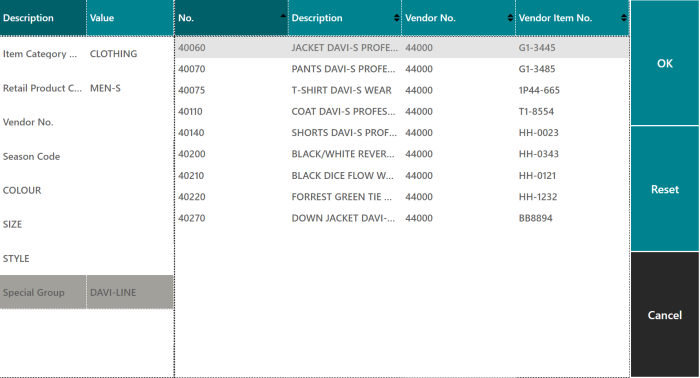 Description Value No. Description Vendor No. Vendor Item No.
40060 JACKET DAVI-S PROFE... 44000 G1-3445
Item Category ... CLOTHING
40070 PANTS DAVI-S PROFE... 44000 G1-3485
OK
Retail Product C... MEN-S
40075 T-SHIRT DAVI-S WEAR 44000 1P44-665
40110 COAT DAVI-S PROFES... 44000 T1-8554
Vendor No.
40140 SHORTS DAVI-S PROF... 44000 HH-0023
Season Code
40200 BLACK/WHITE REVER... 44000 HH-0343
40210 BLACK DICE FLOW W... 44000 HH-0121
COLOUR
Reset
40220 FORREST GREEN TIE ... 44000 HH-1232
40270 DOWN JACKET DAVI-... 44000 BB8894
SIZE
STYLE
Special Group DAVI-LINE
Cancel